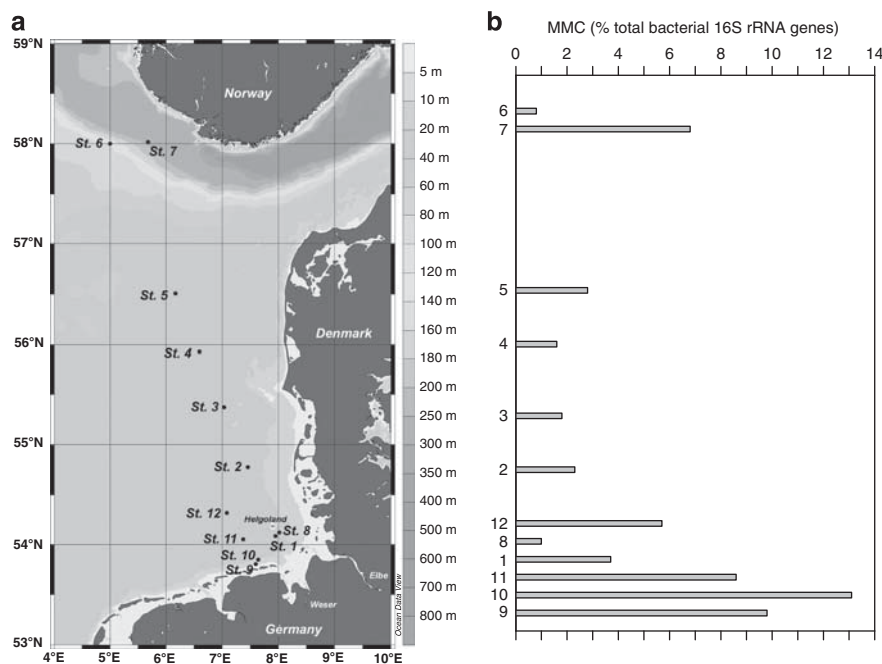 a
59°N
58°N
57°N
56°N
55°N
54°N
53°N
4°E 5°E 6°E 7°E 8°E 9°E 10°E
Norway
St. 6
St. 7
St. 5
Denmark
St. 4
St. 3
St. 2
St. 12
Helgoland
St. 8
St. 11
St. 1
St. 10
St. 9
Elbe
Weser
Germany
Ocean Data View
5 m
10 m
20 m
30 m
40 m
60 m
80 m
100 m
120 m
140 m
160 m
180 m
200 m
250 m
300 m
350 m
400 m
500 m
600 m
700 m
800 m
b
MMC (% total bacterial 16S rRNA genes)
0 2 4 6 8 10 12 14
6
7
5
4
3
2
12
8
1
11
10
9